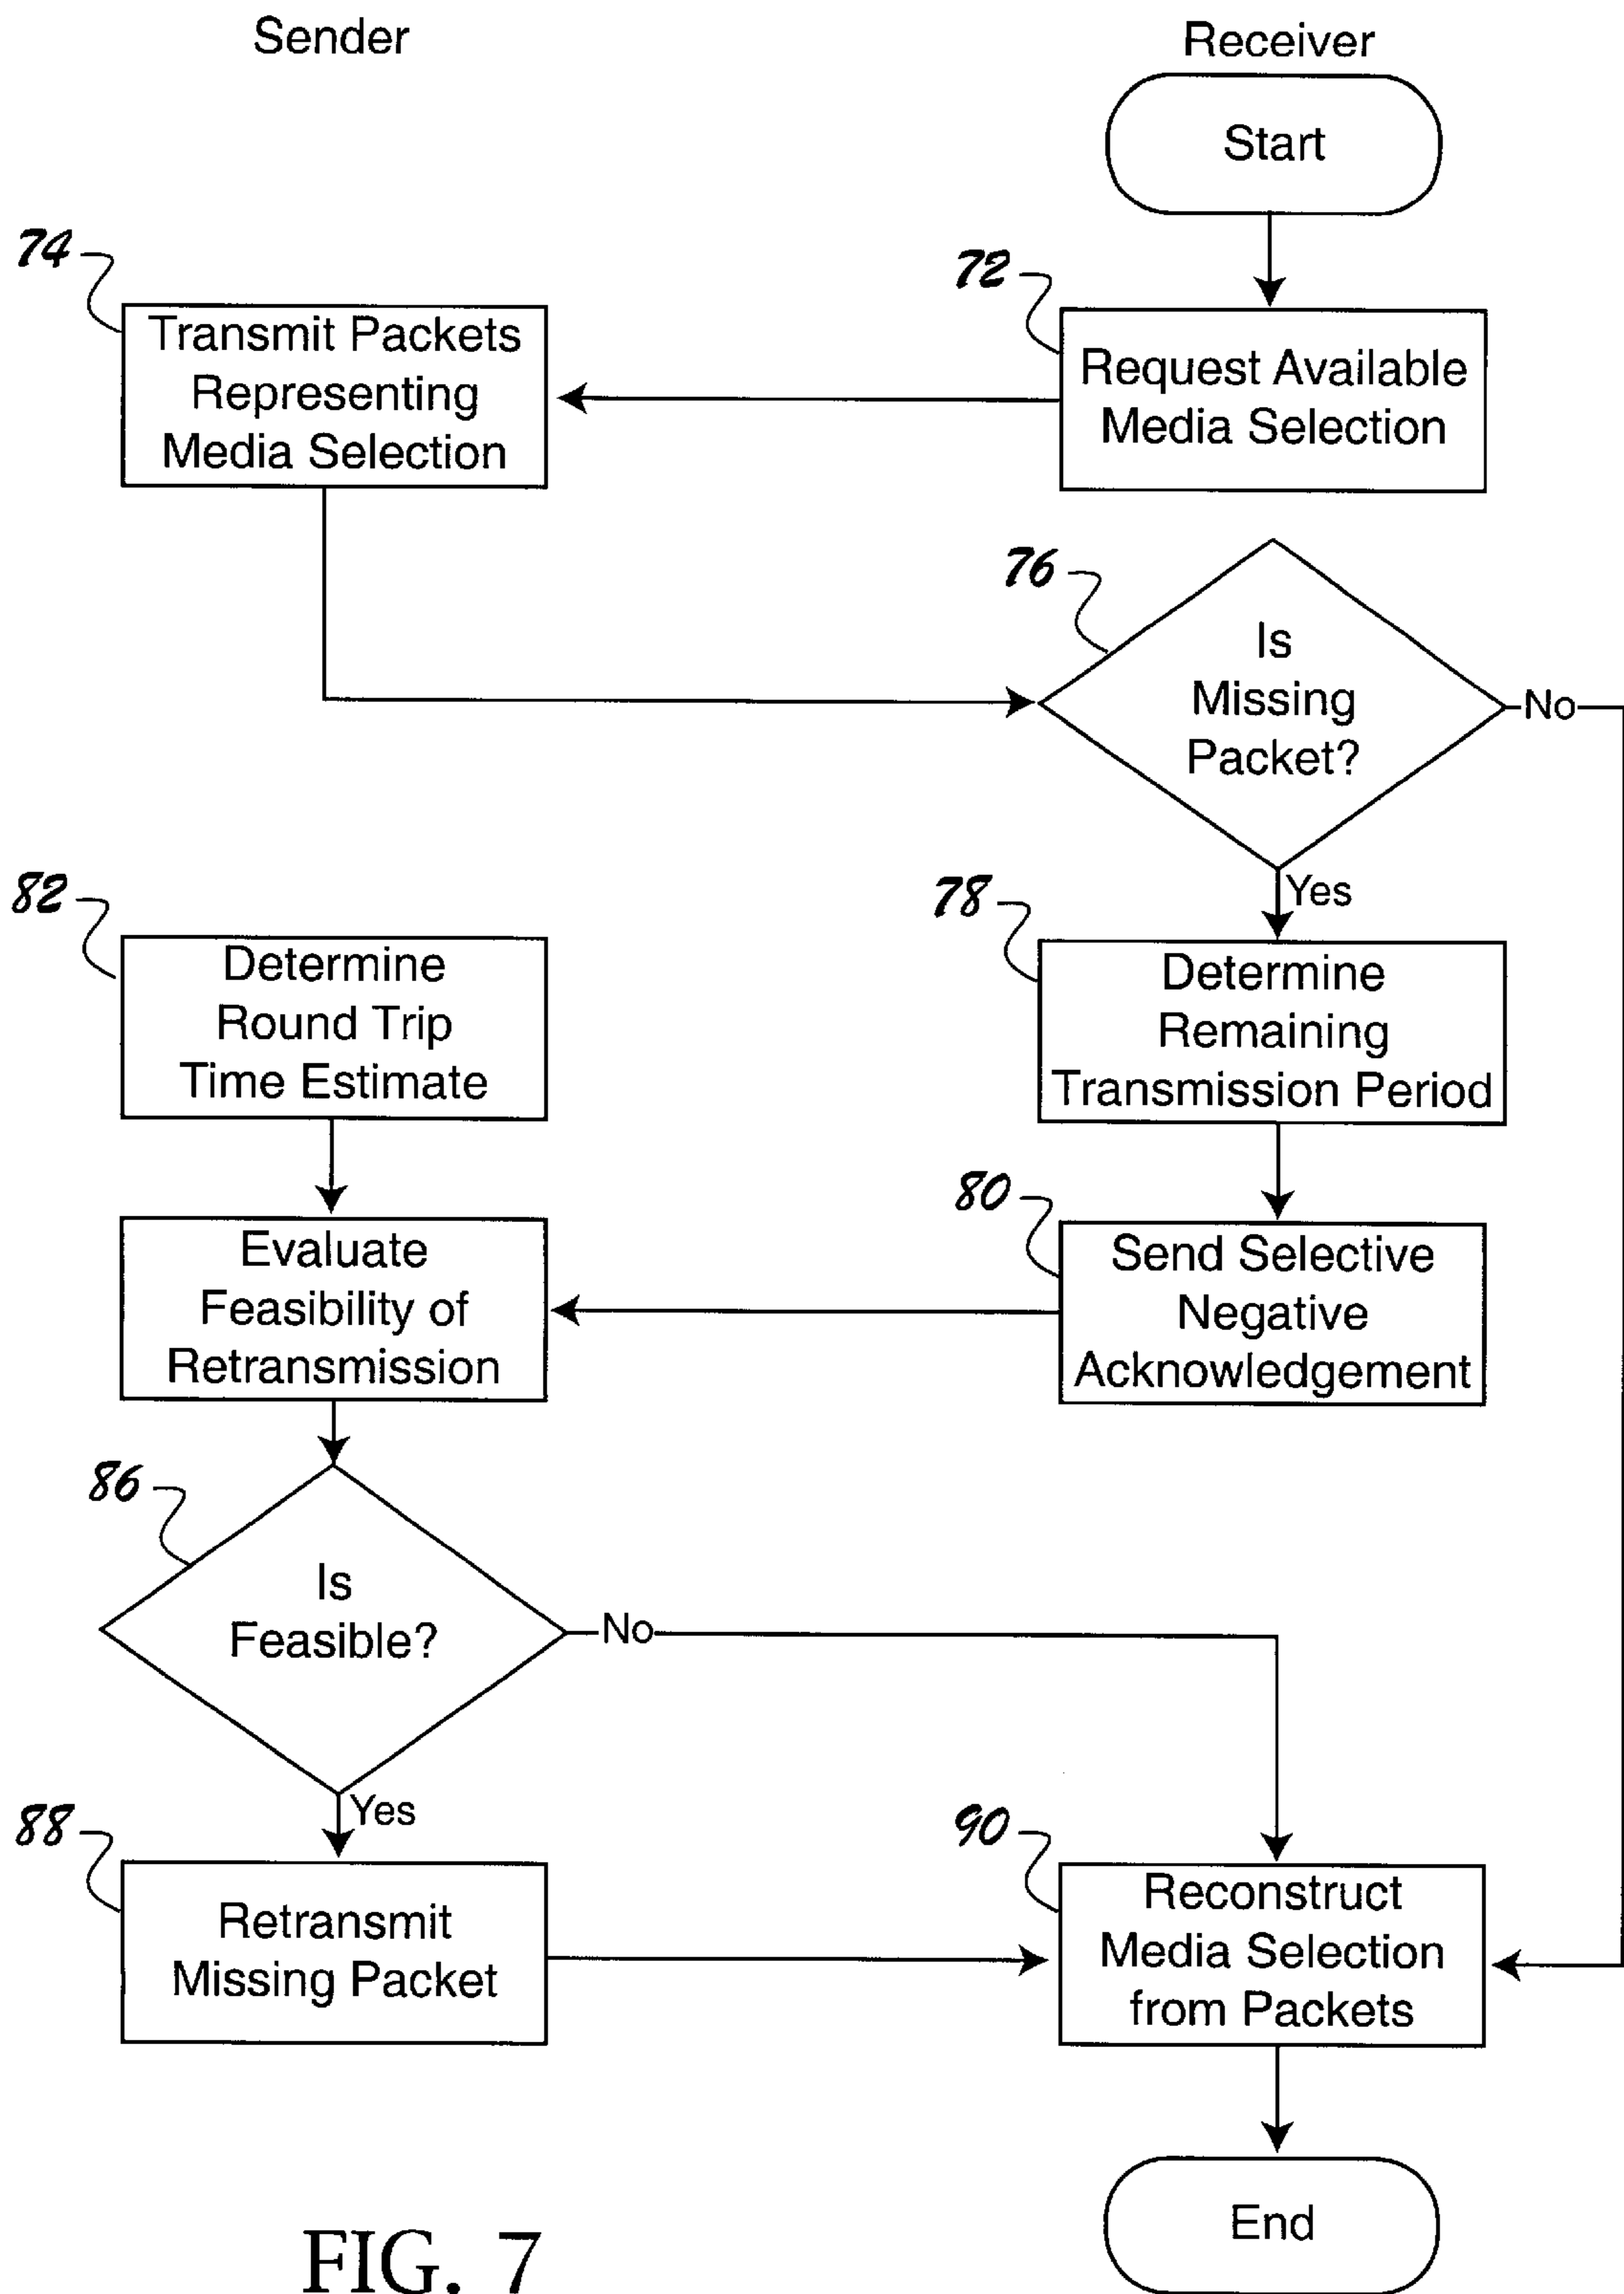 Sender
Receiver
Start
74
72
Transmit Packets
Representing
Media Selection
Request Available
Media Selection
76
Is
Missing
Packet?
No
Yes
82
78
Determine
Round Trip
Time Estimate
Determine
Remaining
Transmission Period
80
Evaluate
Feasibility of
Retransmission
Send Selective
Negative
Acknowledgement
86
Is
Feasible?
No
Yes
88
90
Retransmit
Missing Packet
Reconstruct
Media Selection
from Packets
End
FIG. 7